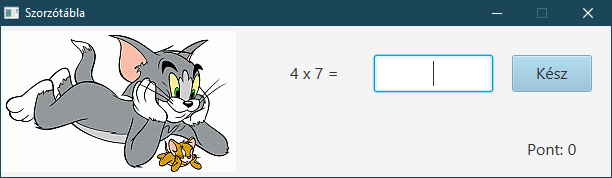 Szorzótábla
4 x 7 =
Kész
Pont: 0